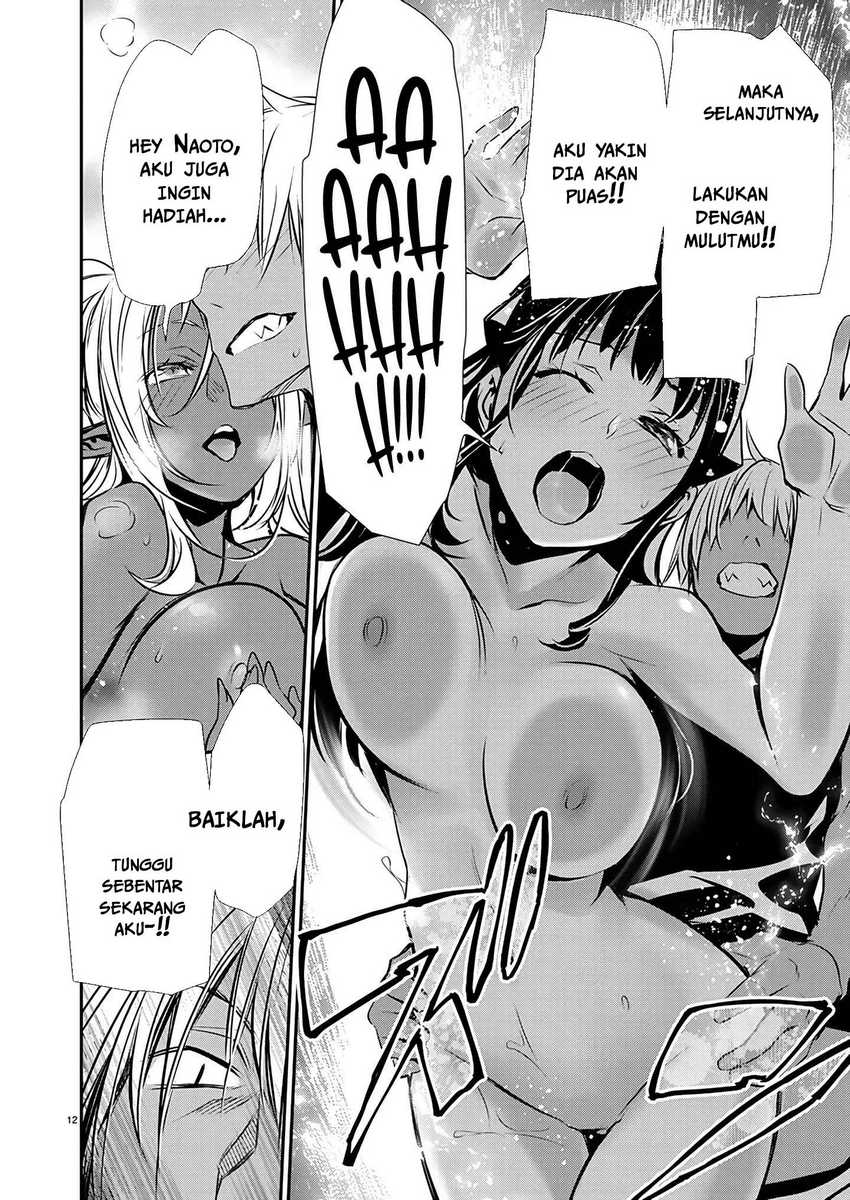 MAKA
SELANJUTNYA,
LAKUKAN
DENGAN
MULUTMU!!
AKU YAKIN
DIA AKAN
PUAS!!
AA
AAH
HHH
H!!!
HEY NAOTO,
AKU JUGA
INGIN
HADIAH...
BAIKLAH,
TUNGGU
SEBENTAR
SEKARANG
AKU-!!
12